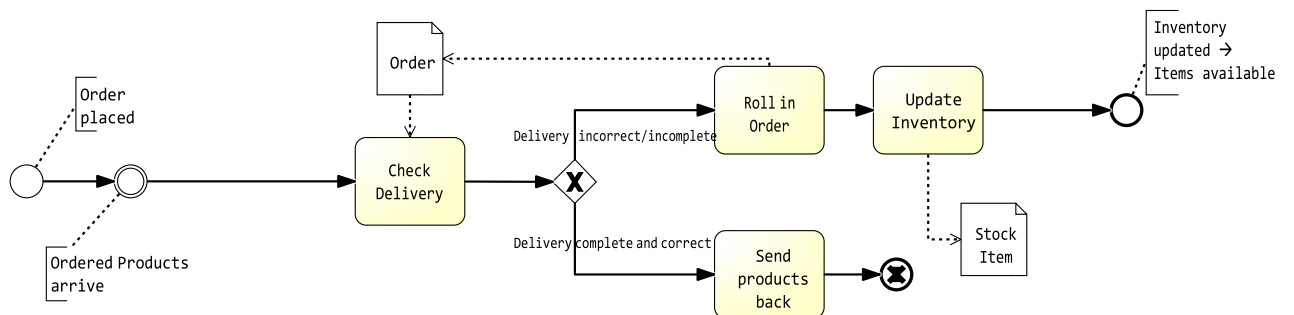 Order
placed
Ordered Products
arrive
Order
Check
Delivery
Delivery incorrect/incomplete
Delivery complete and correct
Roll in
Order
Update
Inventory
Send
products
back
Stock
Item
Inventory
updated →
Items available